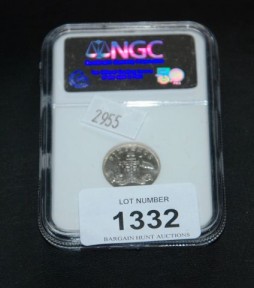 NGC
2955
LOT NUMBER
1332
BARGAIN HUNT AUCTIONS